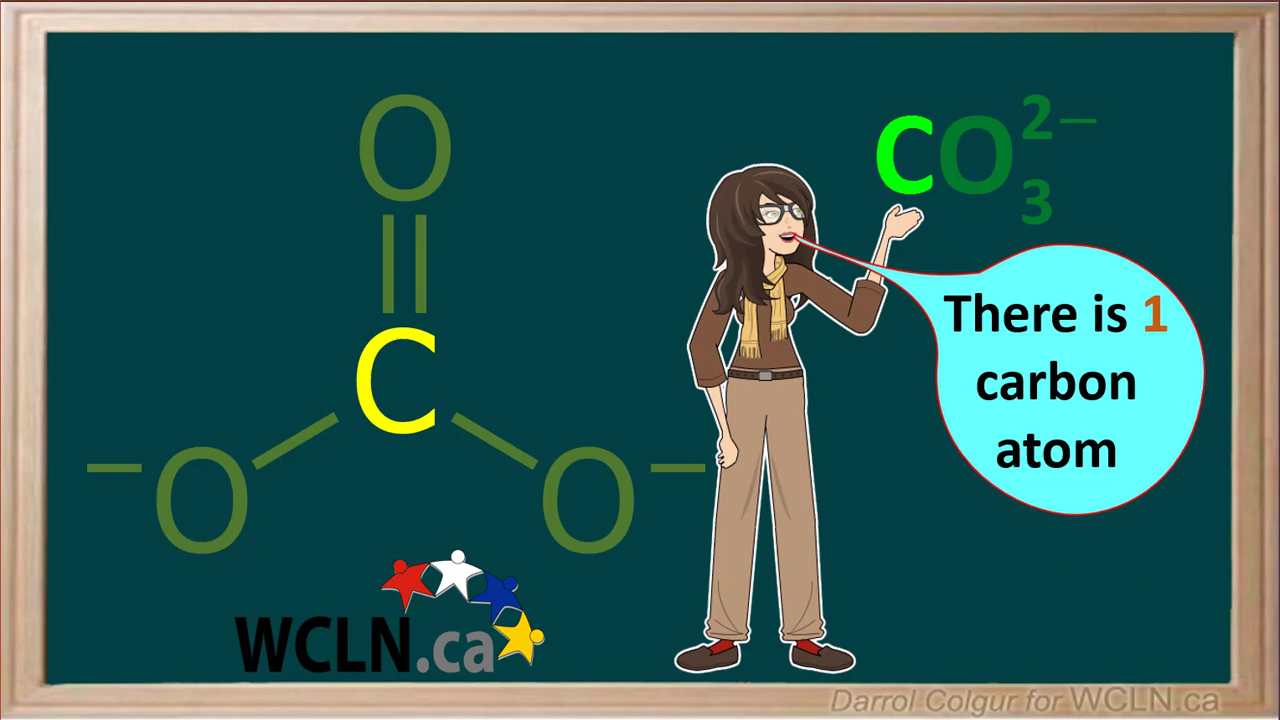 O
C
−O O−
CO₃²⁻
There is 1
carbon
atom
WCLN.ca
Darrol Colgur for WCLN.ca